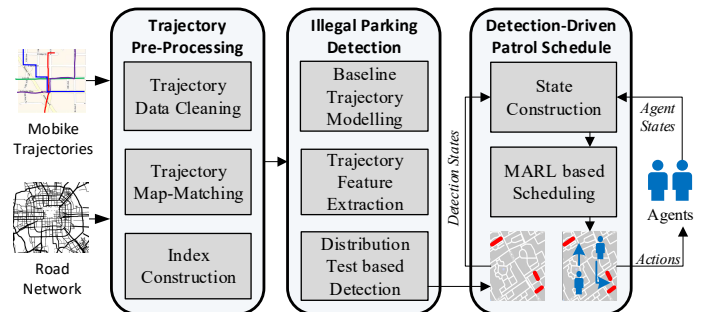 Mobike
Trajectories
Road
Network
Trajectory
Pre-Processing
Trajectory
Data Cleaning
Trajectory
Map-Matching
Index
Construction
Illegal Parking
Detection
Baseline
Trajectory
Modelling
Trajectory
Feature
Extraction
Distribution
Test based
Detection
Detection-Driven
Patrol Schedule
Detection States
State
Construction
MARL based
Scheduling
Agent
States
Agents
Actions